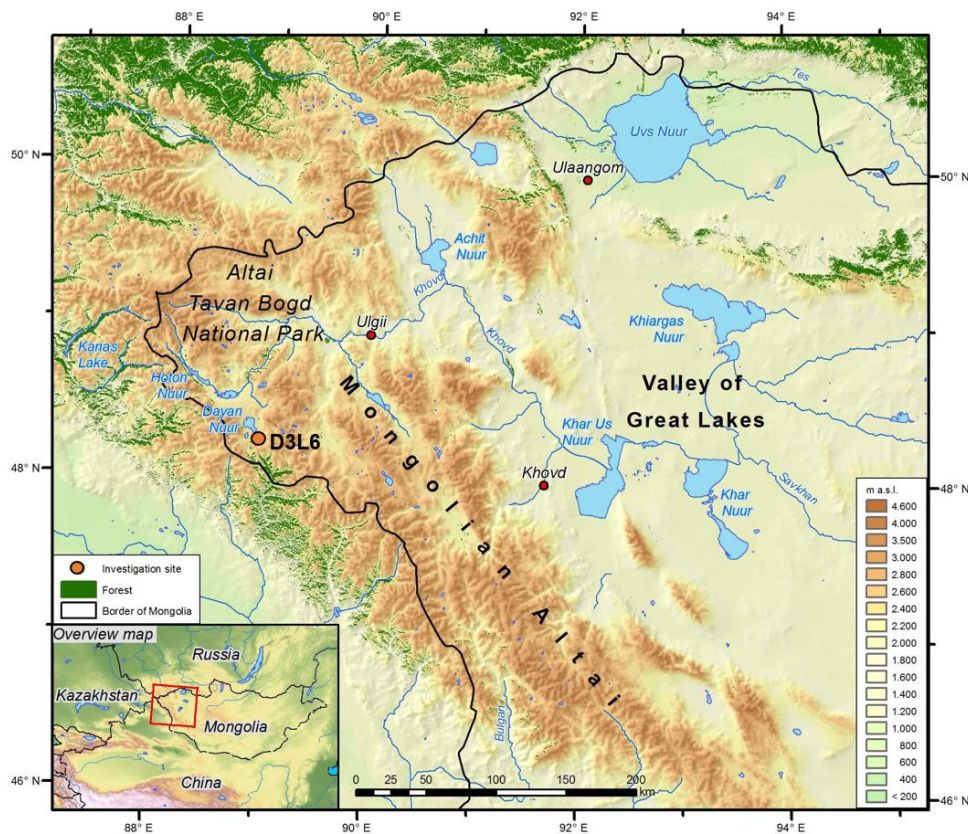 88° E
90° E
92° E
94° E
50° N
50° N
48° N
48° N
46° N
46° N
88° E
90° E
92° E
94° E
Tes
Uvs Nuur
Ulaangom
Achit
Nuur
Khovd
Khovd
Altai
Tavan Bogd
National Park
Ulgii
Kanas
Lake
Hoton
Nuur
Dayan
Nuur
D3L6
Khiargas
Nuur
Valley of
Great Lakes
Khar Us
Nuur
Khovd
Khar
Nuur
Savkhan
Mongolian Altai
Bulgan
Investigation site
Forest
Border of Mongolia
Overview map
Russia
Kazakhstan
Mongolia
China
0 25 50 100 150 200
km
m a.s.l.
4.600
4.000
3.500
3.000
2.800
2.600
2.400
2.200
2.000
1.800
1.600
1.400
1.200
1.000
800
600
400
< 200